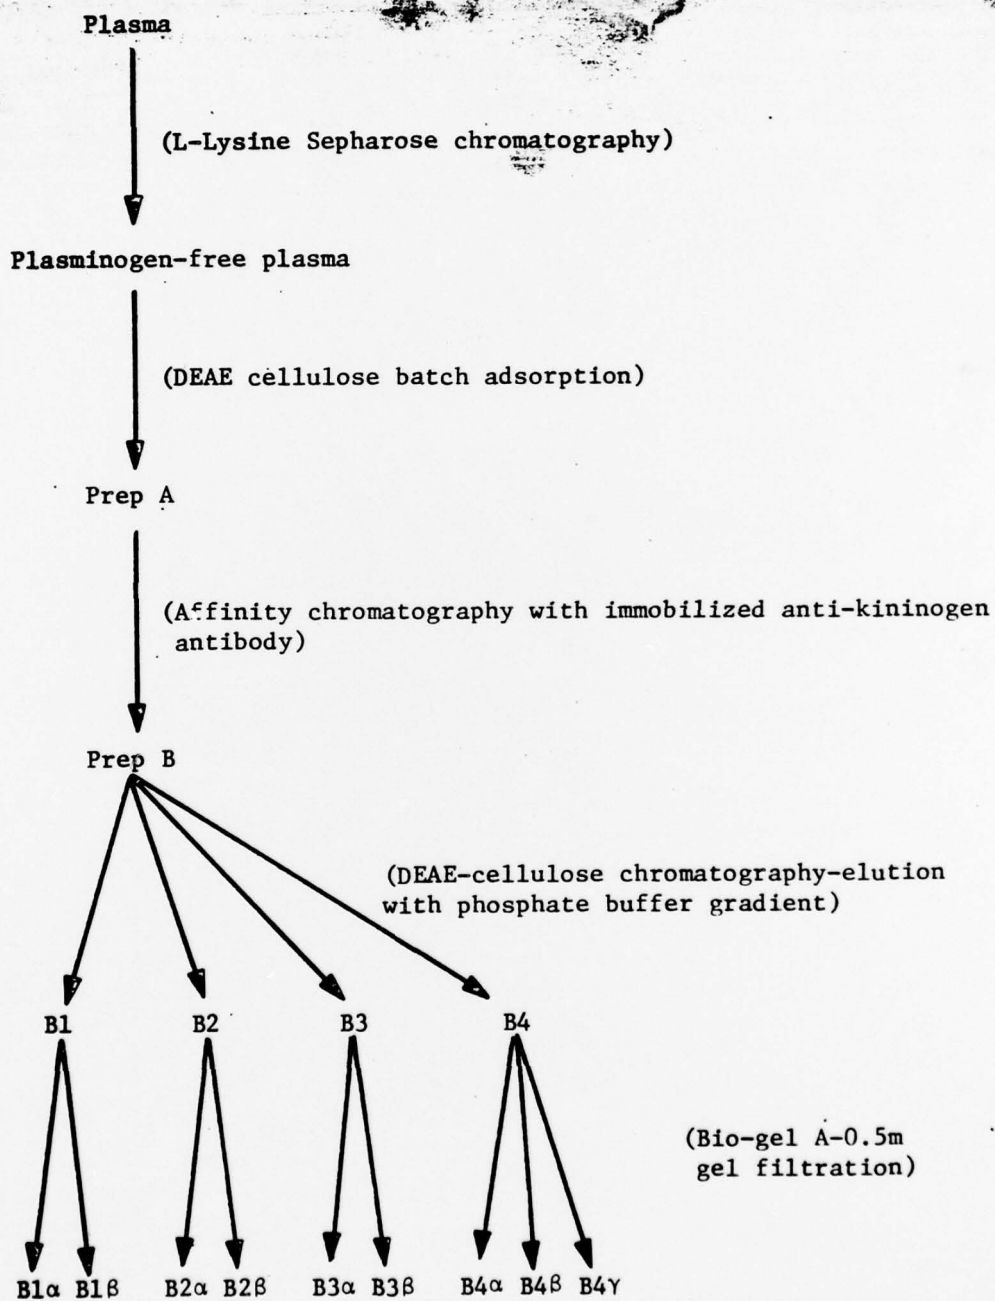 Plasma
(L-Lysine Sepharose chromatography)
Plasminogen-free plasma
(DEAE cellulose batch adsorption)
Prep A
(Affinity chromatography with immobilized anti-kininogen
antibody)
Prep B
(DEAE-cellulose chromatography-elution
with phosphate buffer gradient)
B1 B2 B3 B4
(Bio-gel A-0.5m
gel filtration)
B1α B1β B2α B2β B3α B3β B4α B4β B4γ